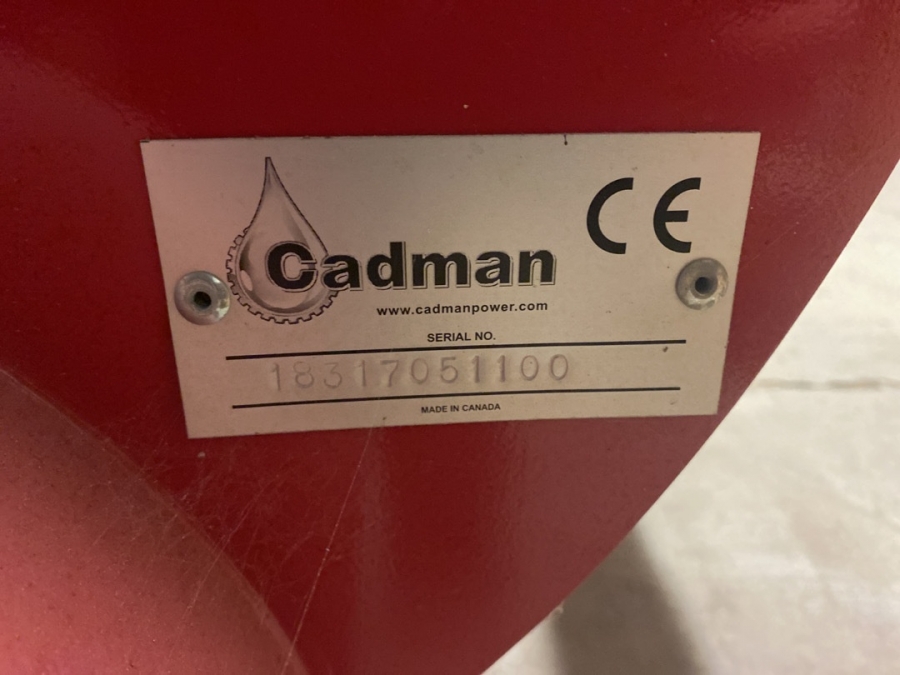 CE
Cadman
www.cadmanpower.com
SERIAL NO.
18317051100
MADE IN CANADA